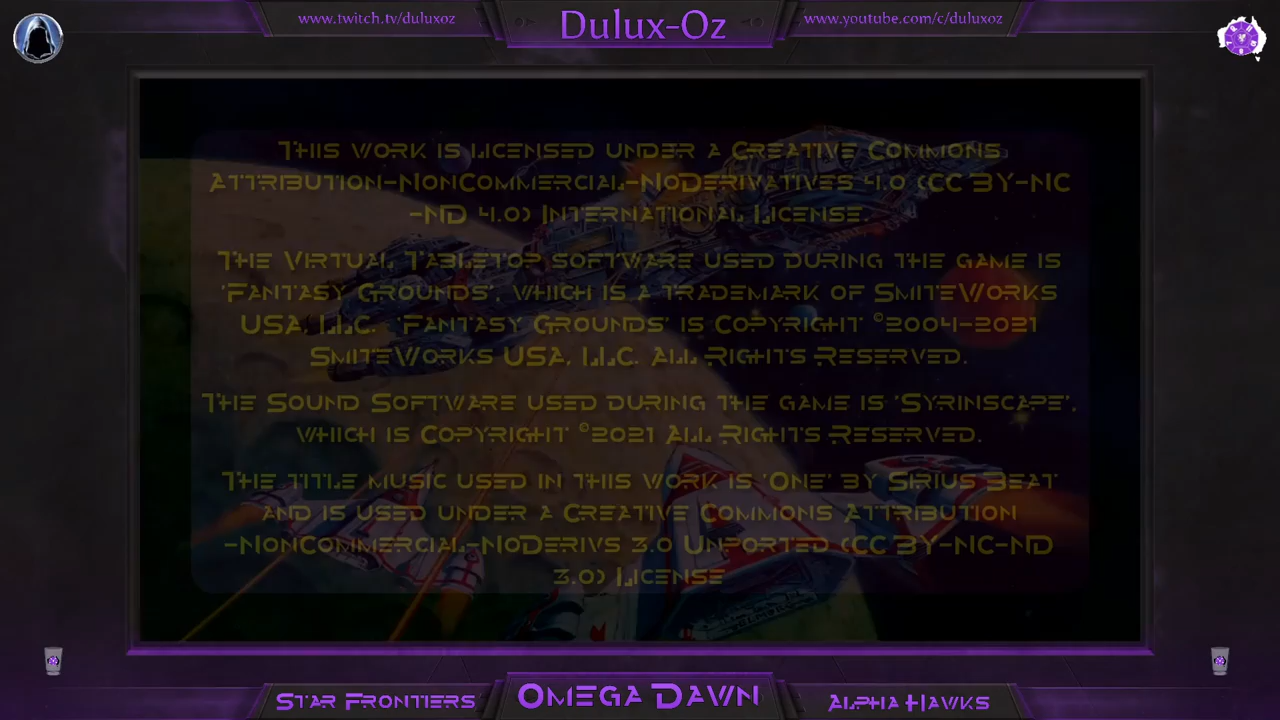 www.twitch.tv/duluxoz
Dulux-Oz
www.youtube.com/c/duluxoz
This work is licensed under a Creative Commons
Attribution-NonCommercial-NoDerivatives 4.0 (CC BY-NC
-ND 4.0) International License.
The Virtual Tabletop software used during the game is
'Fantasy Grounds', which is a trademark of SmiteWorks
USA, LLC. 'Fantasy Grounds' is Copyright ©2004-2021
SmiteWorks USA, LLC. All Rights Reserved.
The Sound Software used during the game is 'Syrinscape',
which is Copyright ©2021 All Rights Reserved.
The title music used in this work is 'One' by Sirius Beat
and is used under a Creative Commons Attribution
-NonCommercial-NoDerivs 3.0 Unported (CC BY-NC-ND
3.0) License
Star Frontiers
Omega Dawn
Alpha Hawks